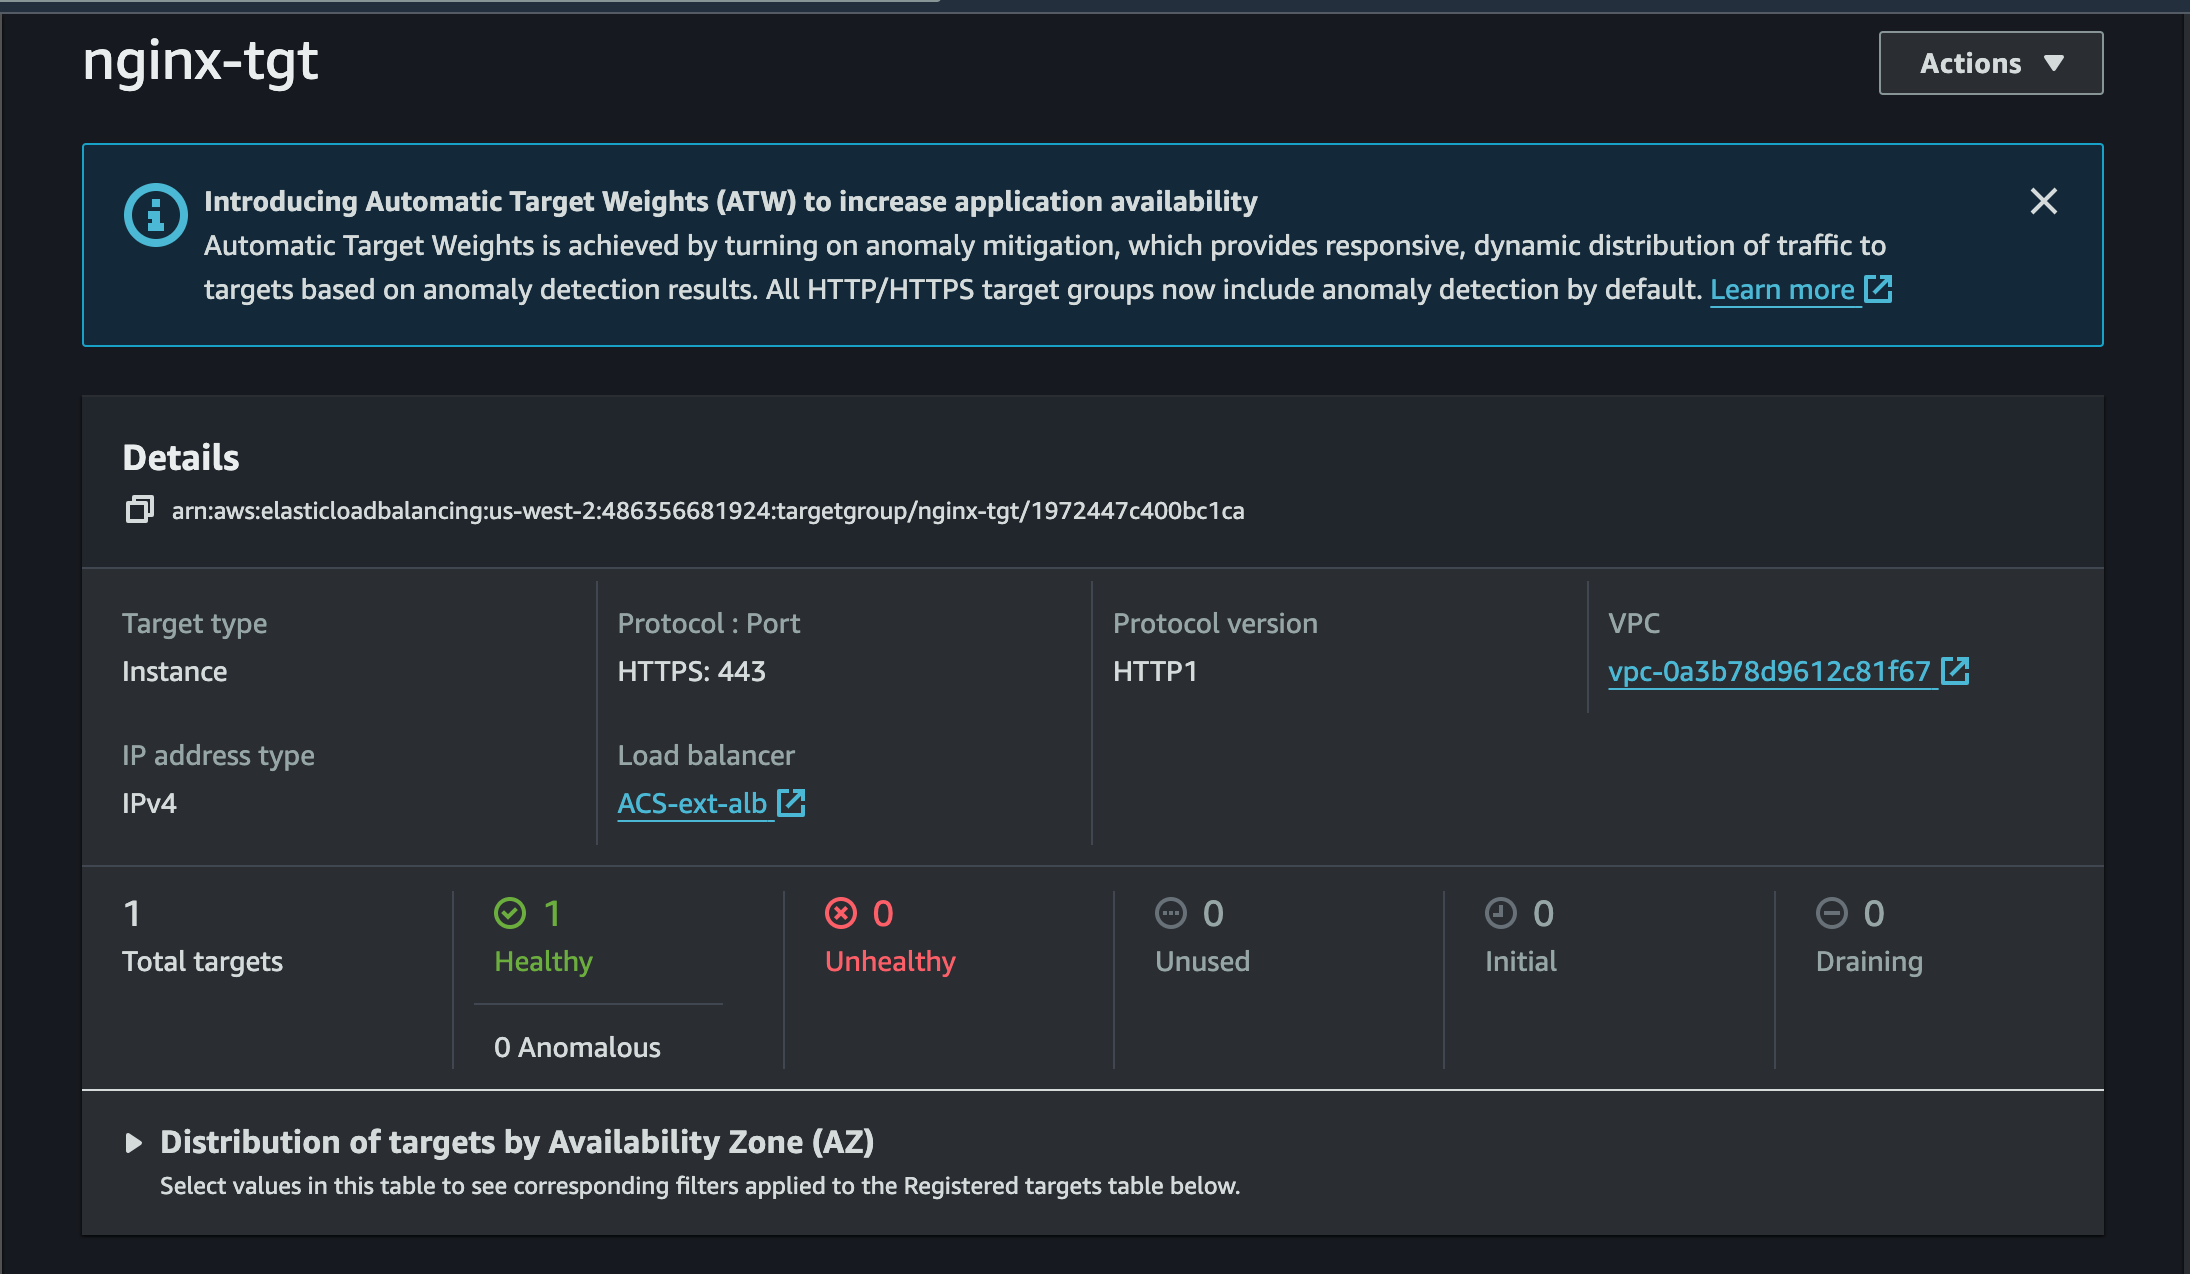 nginx-tgt
Actions
Introducing Automatic Target Weights (ATW) to increase application availability
Automatic Target Weights is achieved by turning on anomaly mitigation, which provides responsive, dynamic distribution of traffic to
targets based on anomaly detection results. All HTTP/HTTPS target groups now include anomaly detection by default. Learn more
Details
arn:aws:elasticloadbalancing:us-west-2:486356681924:targetgroup/nginx-tgt/1972447c400bc1ca
Target type
Instance
Protocol : Port
HTTPS: 443
Protocol version
HTTP1
VPC
vpc-0a3b78d9612c81f67
IP address type
IPv4
Load balancer
ACS-ext-alb
1
Total targets
1
Healthy
0 Anomalous
0
Unhealthy
0
Unused
0
Initial
0
Draining
Distribution of targets by Availability Zone (AZ)
Select values in this table to see corresponding filters applied to the Registered targets table below.